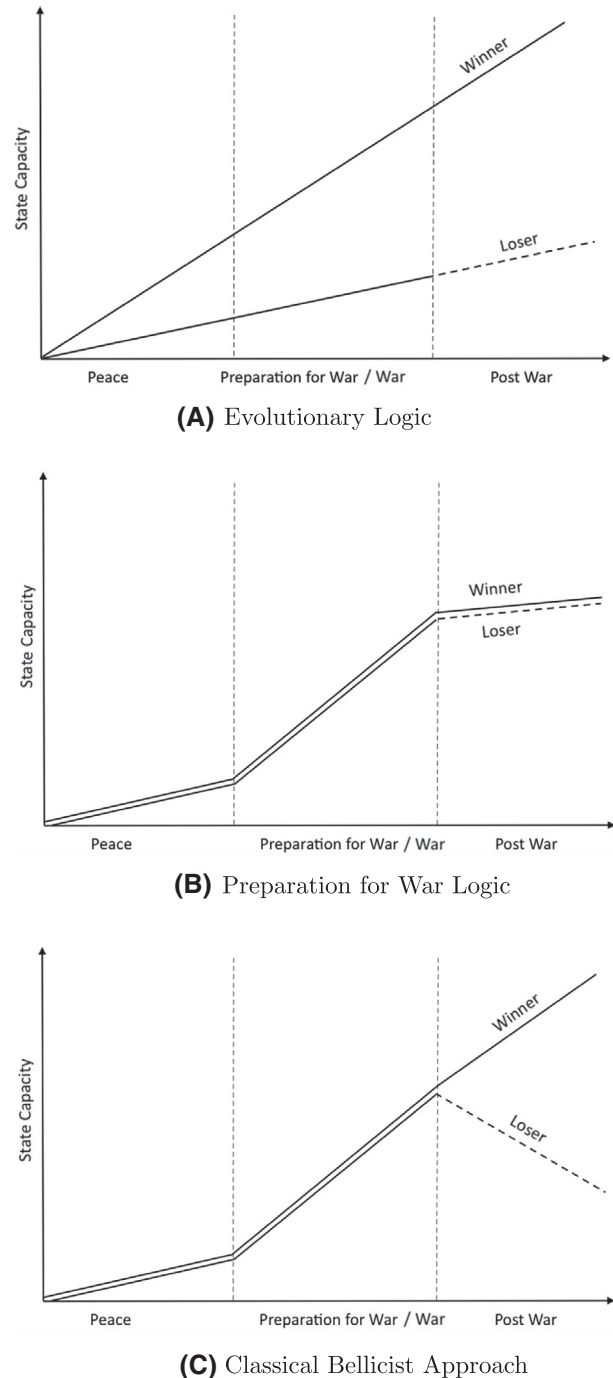 State Capacity
Winner
Loser
Peace
Preparation for War / War
Post War
(A) Evolutionary Logic
State Capacity
Winner
Loser
Peace
Preparation for War / War
Post War
(B) Preparation for War Logic
State Capacity
Winner
Loser
Peace
Preparation for War / War
Post War
(C) Classical Bellicist Approach